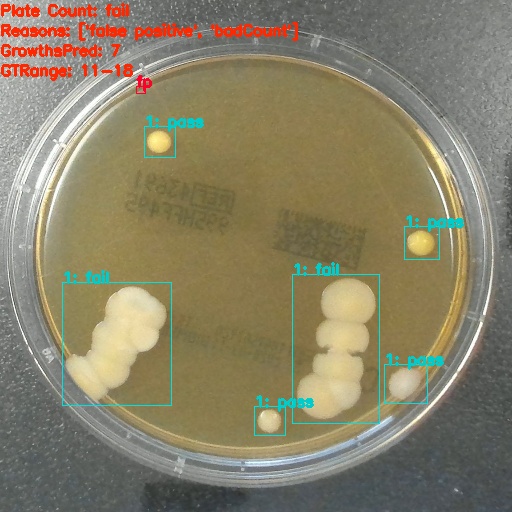 Plate Count: fail
Reasons: ['false positive', 'badCount']
GrowthsPred: 7
GTRange: 11-18
fp
1: pass
1: pass
1: fail
1: fail
1: pass
1: pass